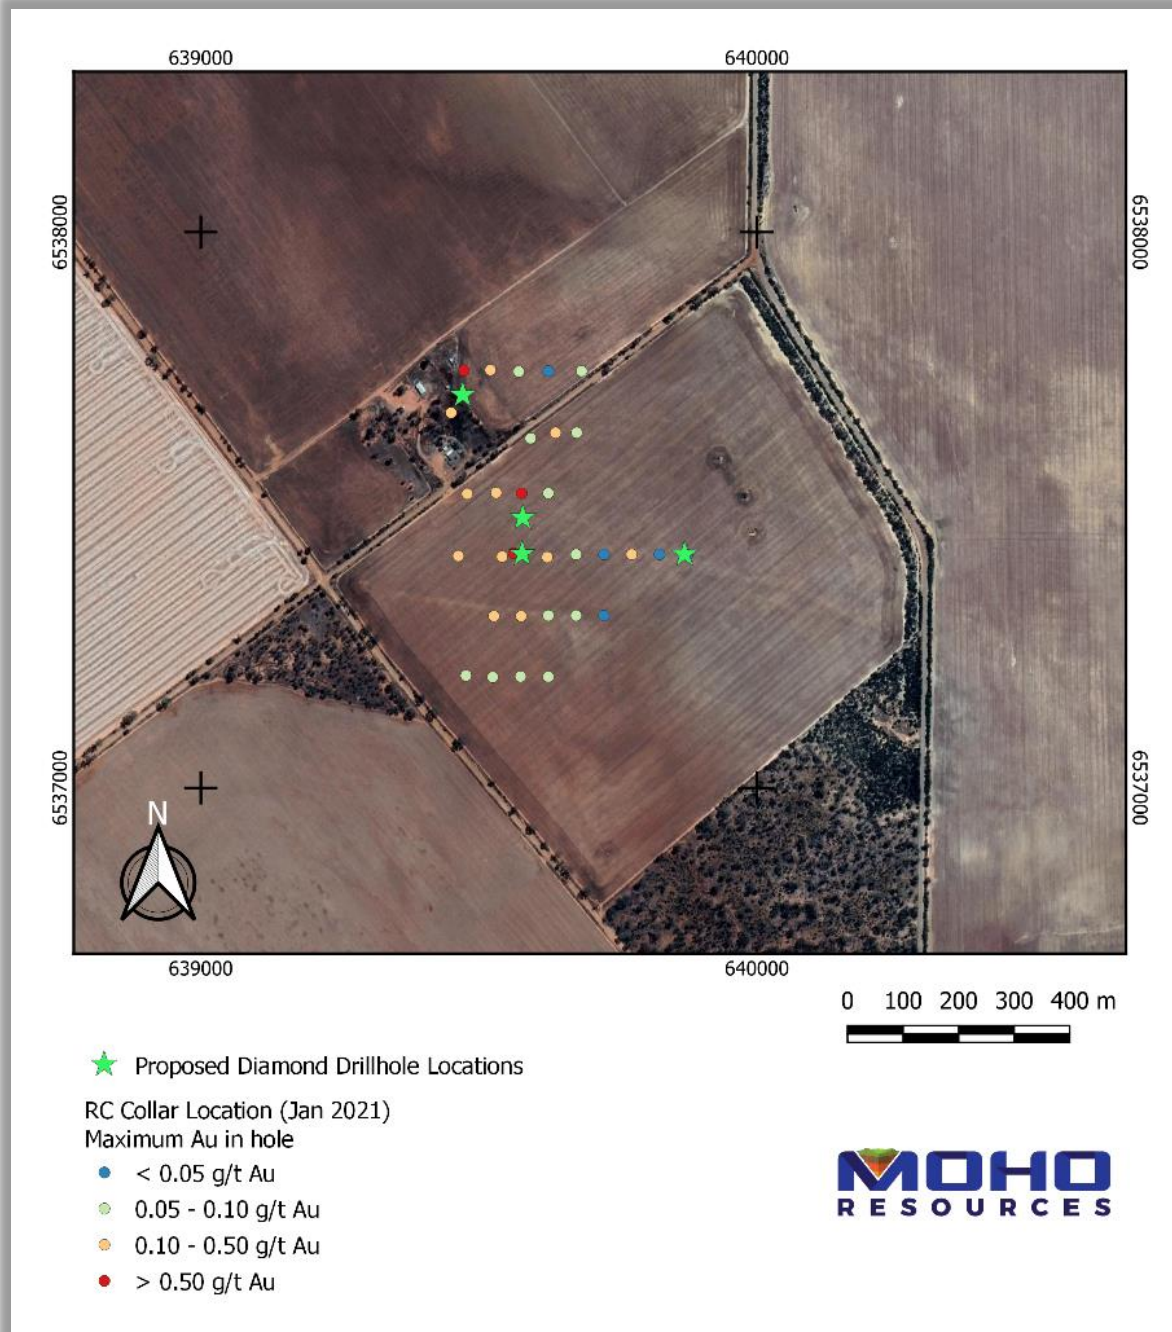 639000 640000
6538000 6538000
6537000 6537000
N
639000 640000
0 100 200 300 400 m
Proposed Diamond Drillhole Locations
RC Collar Location (Jan 2021)
Maximum Au in hole
< 0.05 g/t Au
0.05 - 0.10 g/t Au
0.10 - 0.50 g/t Au
> 0.50 g/t Au
MOHO
RESOURCES